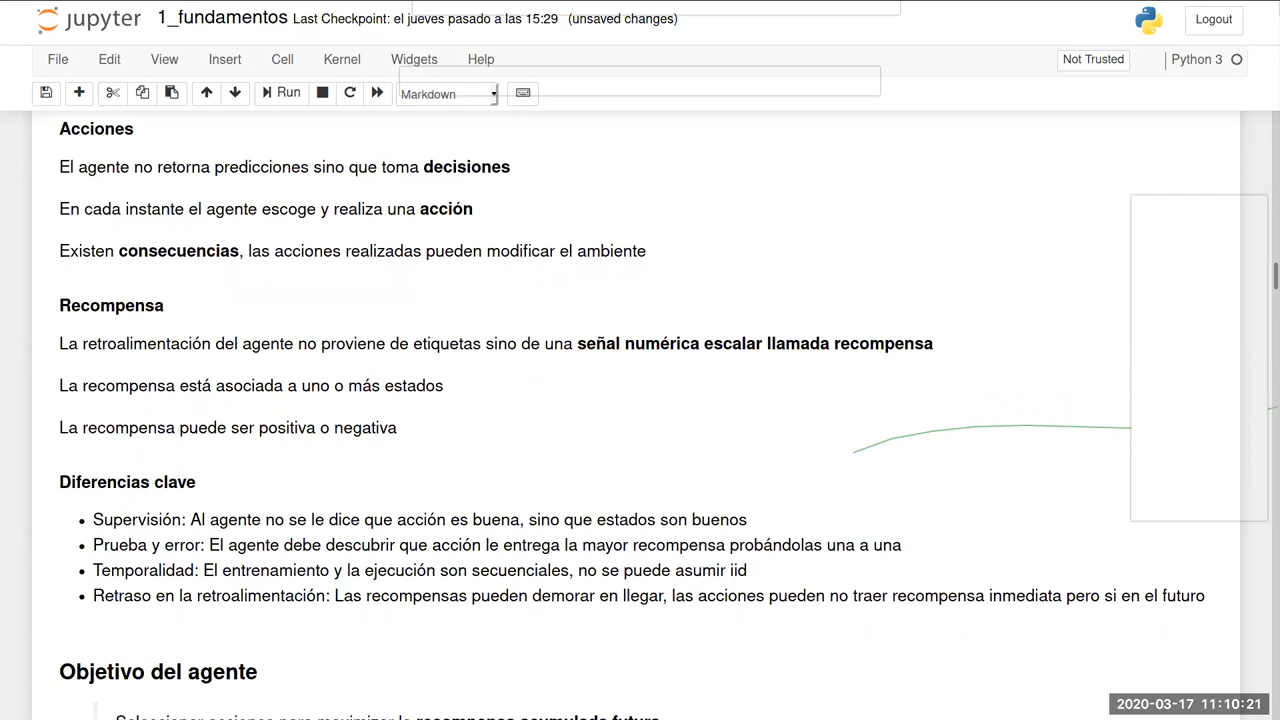 jupyter 1_fundamentos Last Checkpoint: el jueves pasado a las 15:29 (unsaved changes) Logout
File Edit View Insert Cell Kernel Widgets Help Not Trusted Python 3
Run Markdown
Acciones
El agente no retorna predicciones sino que toma decisiones
En cada instante el agente escoge y realiza una acción
Existen consecuencias, las acciones realizadas pueden modificar el ambiente
Recompensa
La retroalimentación del agente no proviene de etiquetas sino de una señal numérica escalar llamada recompensa
La recompensa está asociada a uno o más estados
La recompensa puede ser positiva o negativa
Diferencias clave
Supervisión: Al agente no se le dice que acción es buena, sino que estados son buenos
Prueba y error: El agente debe descubrir que acción le entrega la mayor recompensa probándolas una a una
Temporalidad: El entrenamiento y la ejecución son secuenciales, no se puede asumir iid
Retraso en la retroalimentación: Las recompensas pueden demorar en llegar, las acciones pueden no traer recompensa inmediata pero si en el futuro
Objetivo del agente
Seleccionar acciones para maximizar la recompensa acumulada futura
2020-03-17 11:10:21